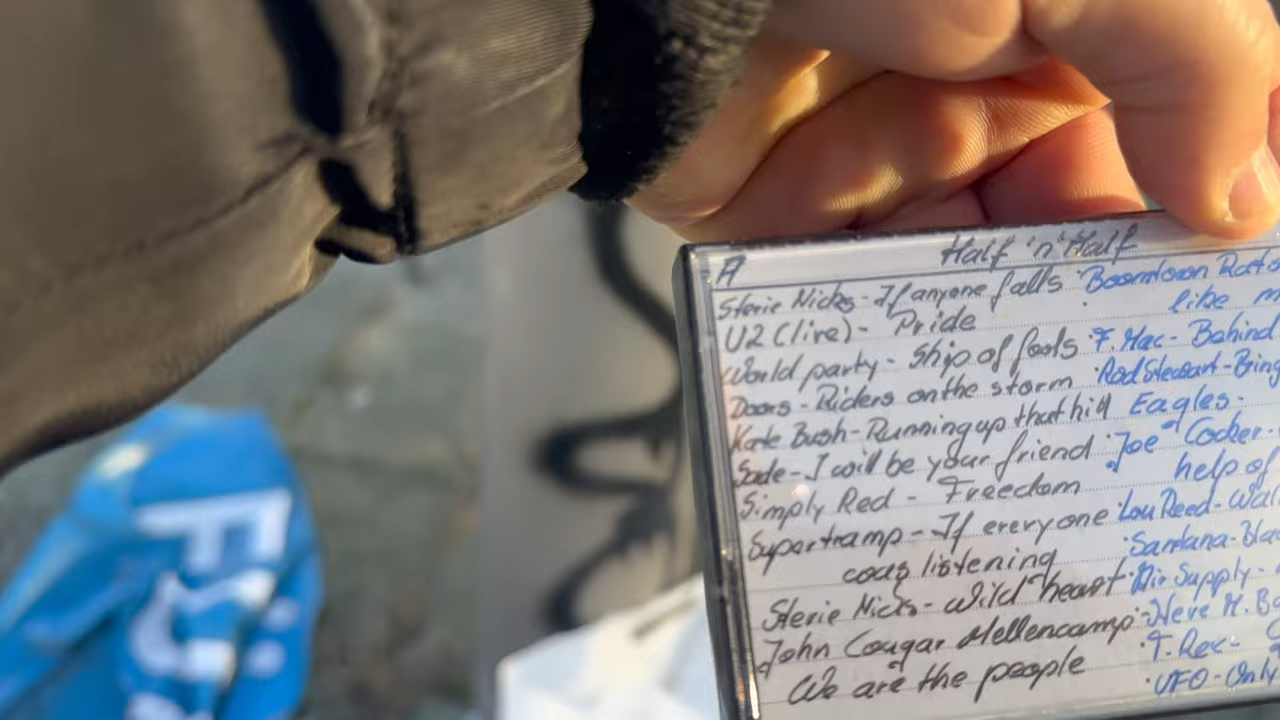 A
Half 'n' Half
Stevie Nicks - If anyone falls
U2 (live) - Pride
World party - Ship of fools
Doors - Riders on the storm
Kate Bush - Running up that hill
Sade - I will be your friend
Simply Red - Freedom
Supertramp - If everyone
listening
Stevie Nicks - Wild heart
John Cougar Mellencamp
We are the people
Boomtown Rats
like m
· F. Mac - Behind
· Rod Stewart - Bring
Eagles -
· Joe Cocker -
help of
· Lou Reed - Wal
· Santana - Bla
· Air Supply -
· Steve H. Be
· T. Rex -
· UFO - Only